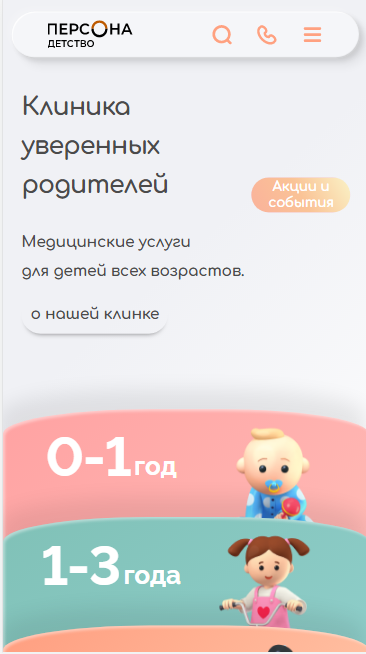 ПЕРСОНА
ДЕТСТВО
Клиника
уверенных
родителей
Акции и
события
Медицинские услуги
для детей всех возрастов.
о нашей клинке
0-1 год
1-3 года